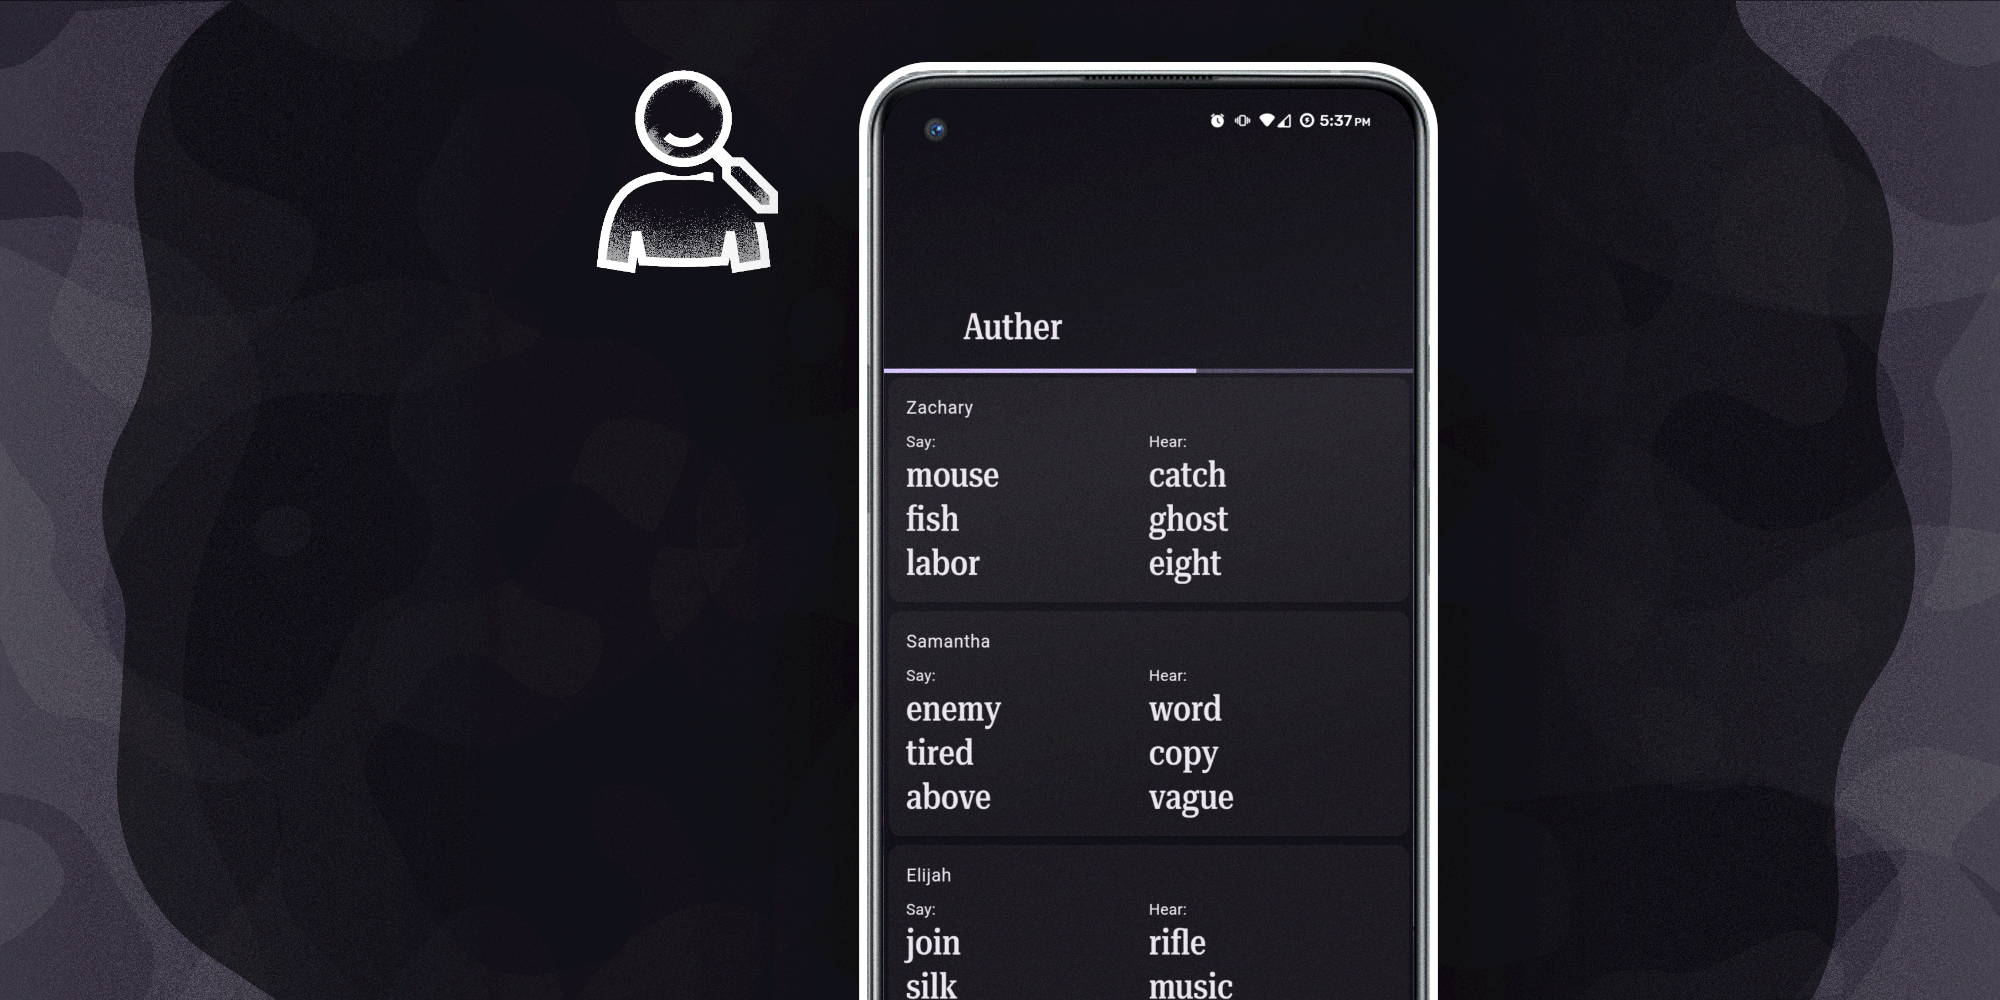 5:37 PM
Auther
Zachary
Say: Hear:
mouse catch
fish ghost
labor eight
Samantha
Say: Hear:
enemy word
tired copy
above vague
Elijah
Say: Hear:
join rifle
silk music